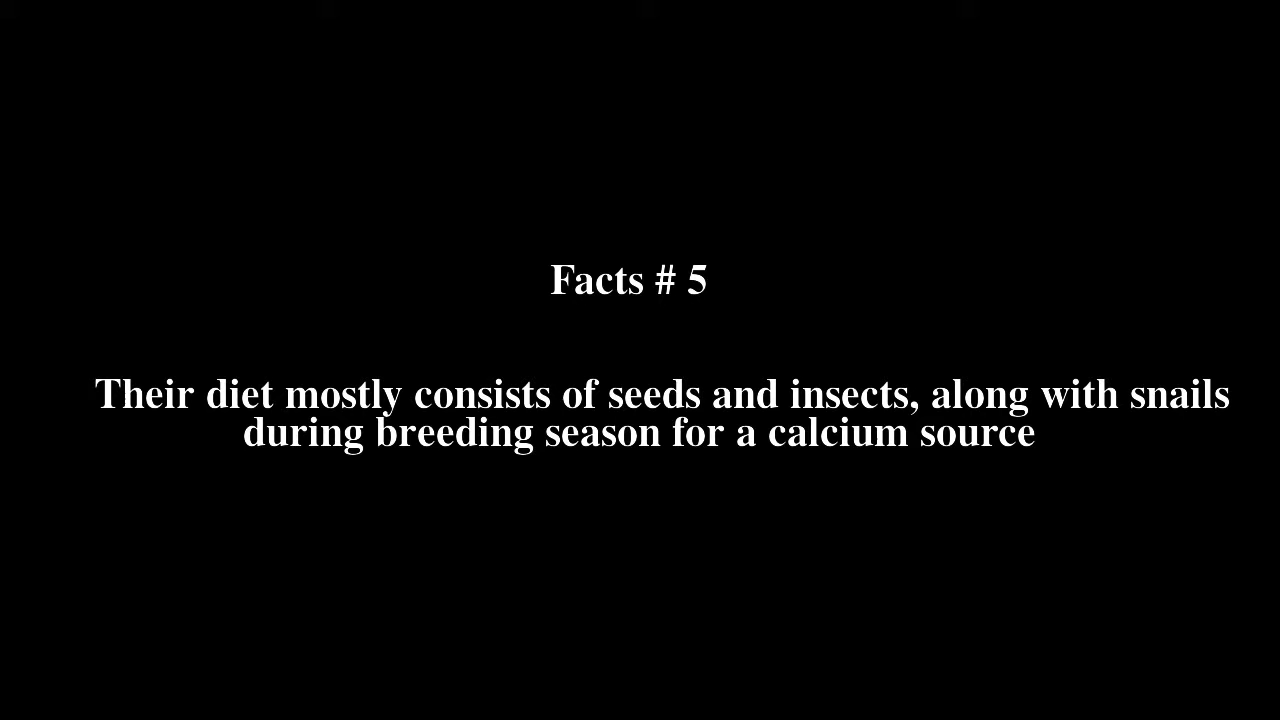 Facts # 5
Their diet mostly consists of seeds and insects, along with snails
during breeding season for a calcium source